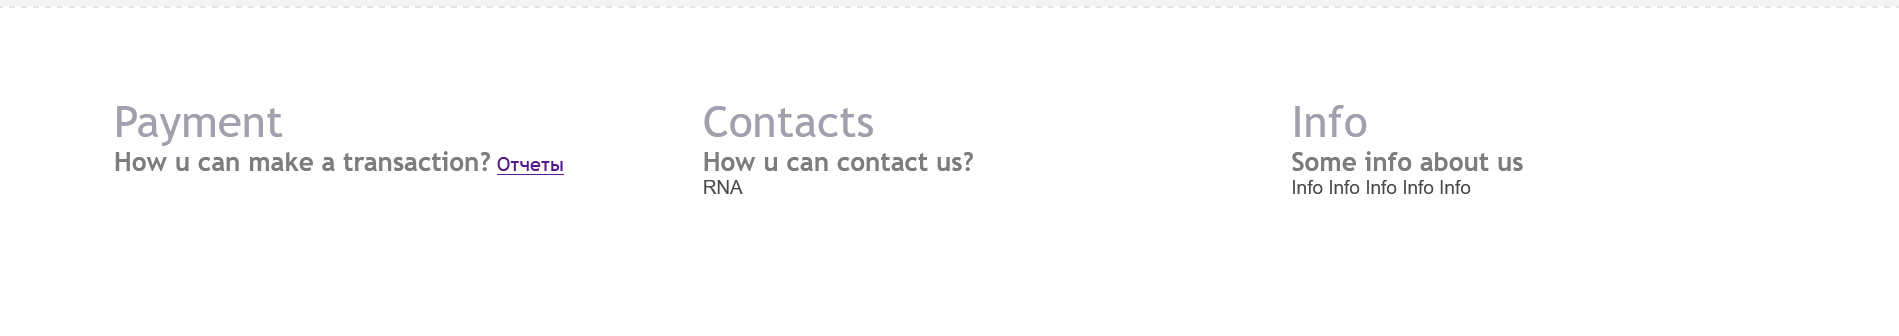 Payment
How u can make a transaction? Отчеты
Contacts
How u can contact us?
RNA
Info
Some info about us
Info Info Info Info Info